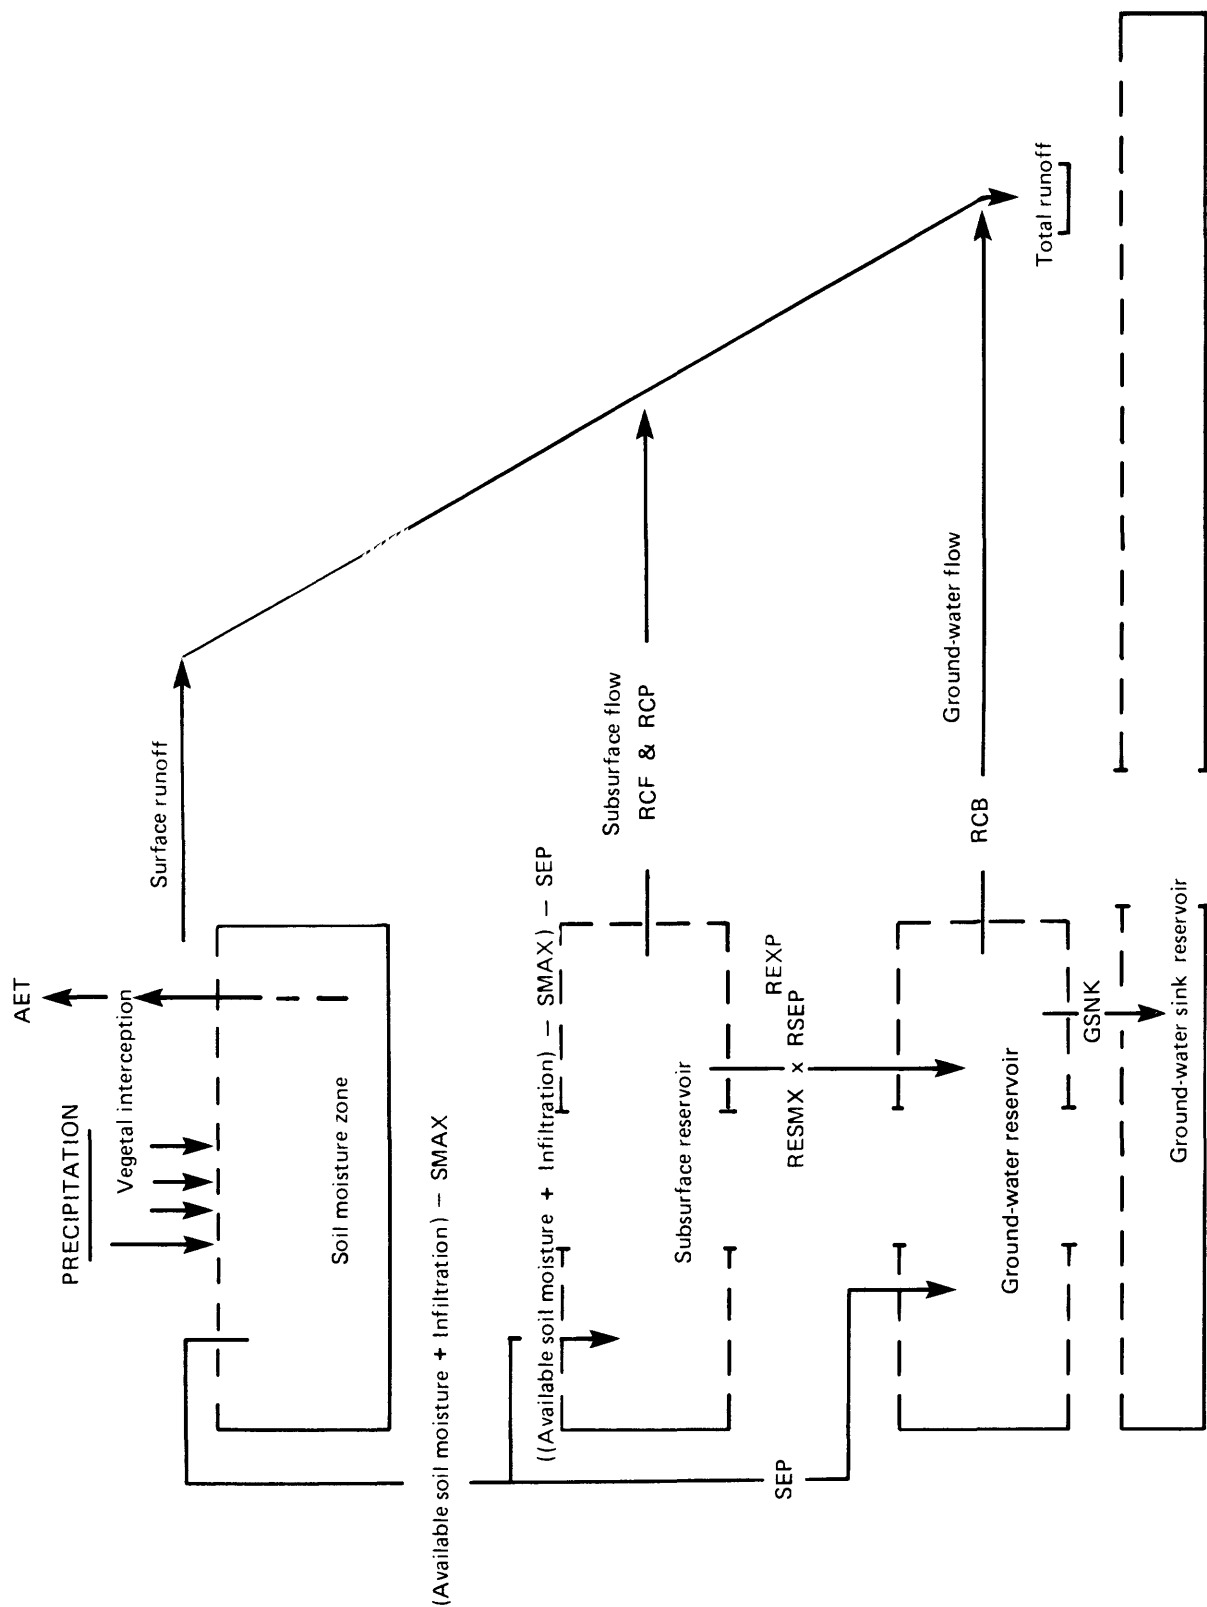 AET
PRECIPITATION
Vegetal interception
Surface runoff
Soil moisture zone
(Available soil moisture + Infiltration) – SMAX
((Available soil moisture + Infiltration) – SMAX) – SEP
Subsurface flow
RCF & RCP
Subsurface reservoir
REXP
RESMX x RSEP
SEP
Ground-water flow
RCB
Ground-water reservoir
Total runoff
GSNK
Ground-water sink reservoir